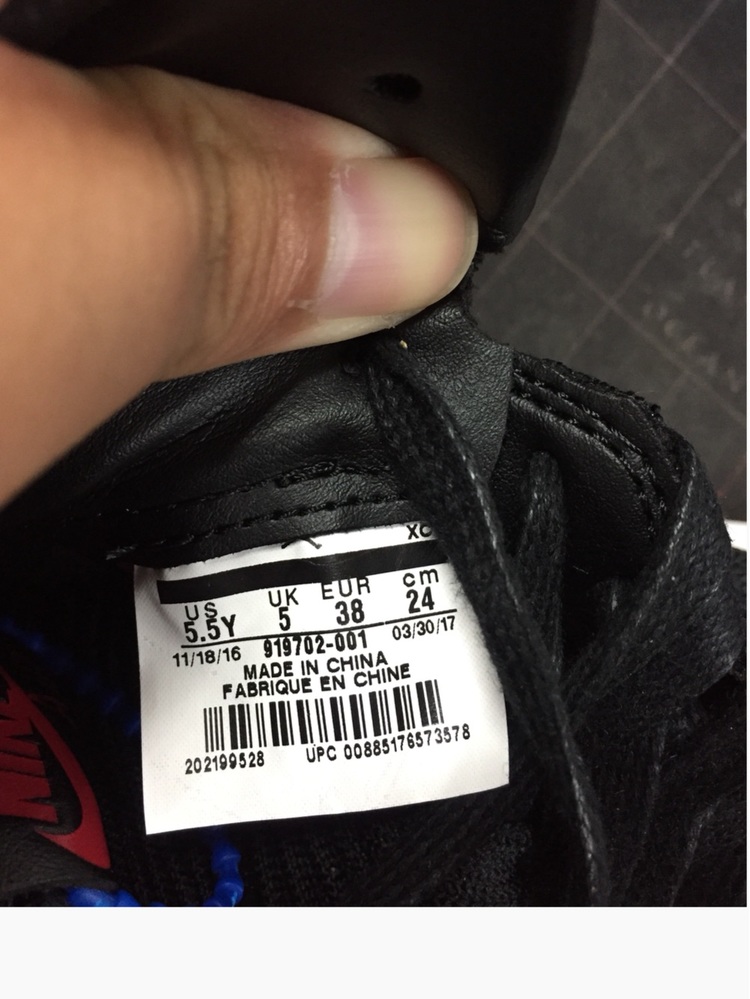 XC
US UK EUR cm
5.5Y 5 38 24
11/18/16 919702-001 03/30/17
MADE IN CHINA
FABRIQUE EN CHINE
202199528 UPC 00885176573578
NIKE